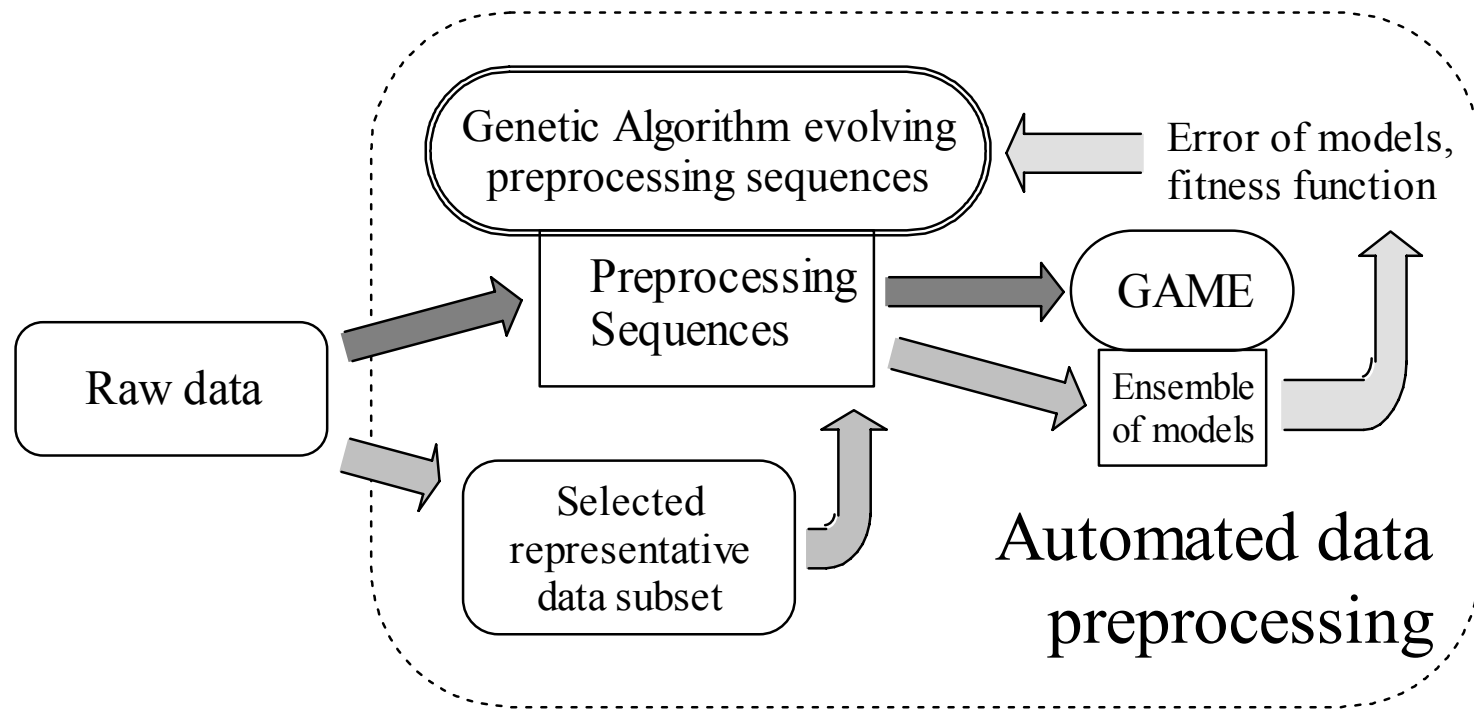 Genetic Algorithm evolving
preprocessing sequences
Error of models,
fitness function
Preprocessing
Sequences
GAME
Raw data
Ensemble
of models
Selected
representative
data subset
Automated data
preprocessing